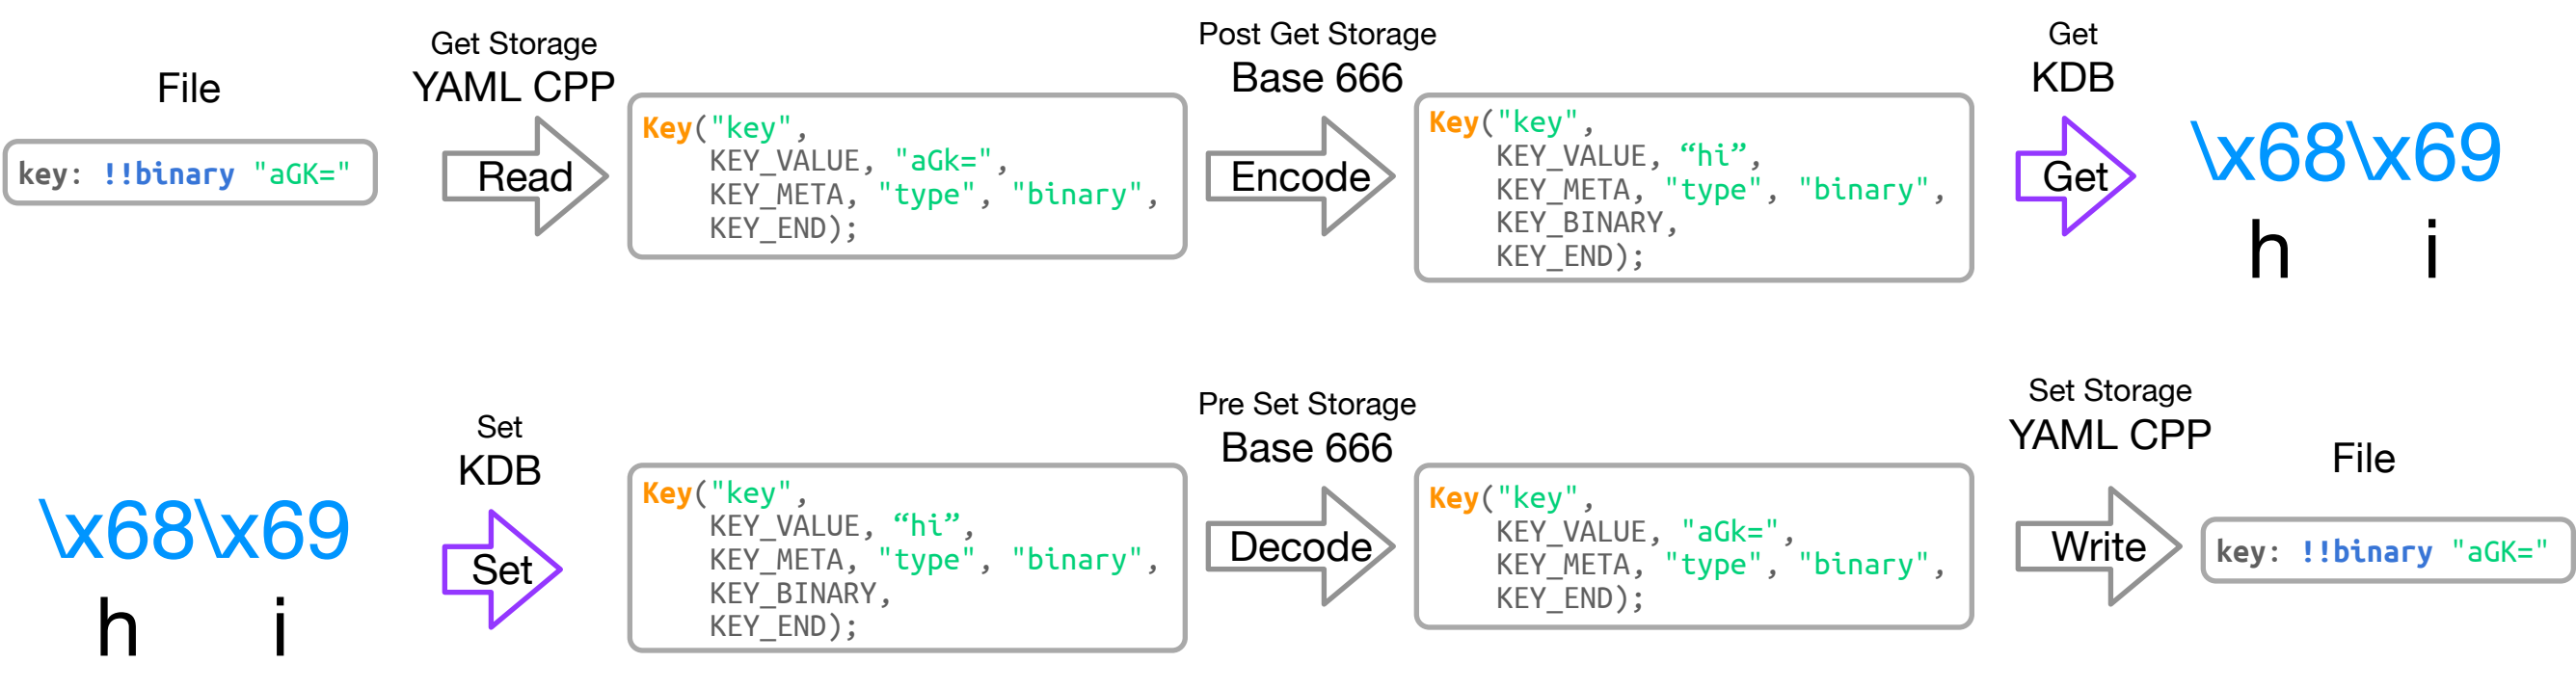 File
key: !!binary "aGK="
Get Storage
YAML CPP
Read
Key("key",
KEY_VALUE, "aGk=",
KEY_META, "type", "binary",
KEY_END);
Post Get Storage
Base 666
Encode
Key("key",
KEY_VALUE, “hi”,
KEY_META, "type", "binary",
KEY_BINARY,
KEY_END);
Get
KDB
Get
\x68\x69
h i
\x68\x69
h i
Set
KDB
Set
Key("key",
KEY_VALUE, “hi”,
KEY_META, "type", "binary",
KEY_BINARY,
KEY_END);
Pre Set Storage
Base 666
Decode
Key("key",
KEY_VALUE, "aGk=",
KEY_META, "type", "binary",
KEY_END);
Set Storage
YAML CPP
Write
File
key: !!binary "aGK="